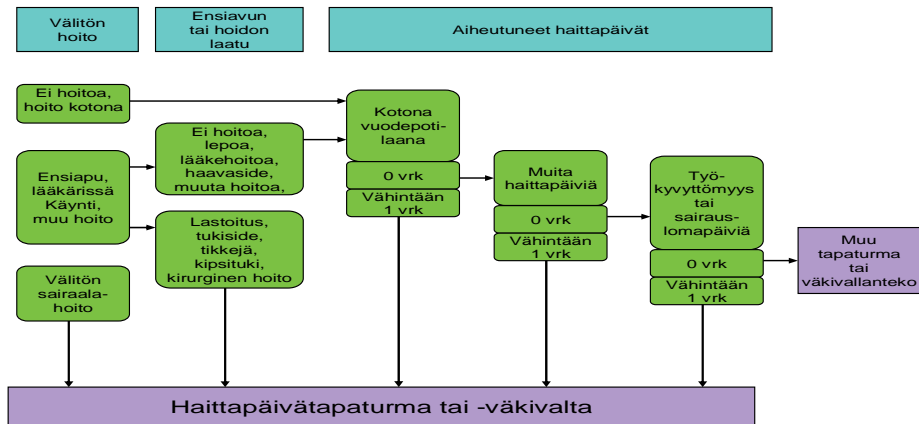 Välitön
hoito
Ensiavun
tai hoidon
laatu
Aiheutuneet haittapäivät
Ei hoitoa,
hoito kotona
Ensiapu,
lääkärissä
Käynti,
muu hoito
Välitön
sairaala-
hoito
Ei hoitoa,
lepoa,
lääkehoitoa,
haavaside,
muuta hoitoa,
Lastoitus,
tukiside,
tikkejä,
kipsituki,
kirurginen hoito
Kotona
vuodepoti-
laana
0 vrk
Vähintään
1 vrk
Muita
haittapäiviä
0 vrk
Vähintään
1 vrk
Työ-
kyvyttömyys
tai
sairaus-
lomapäiviä
0 vrk
Vähintään
1 vrk
Muu
tapaturma tai
väkivallanteko
Haittapäivätapaturma tai -väkivalta